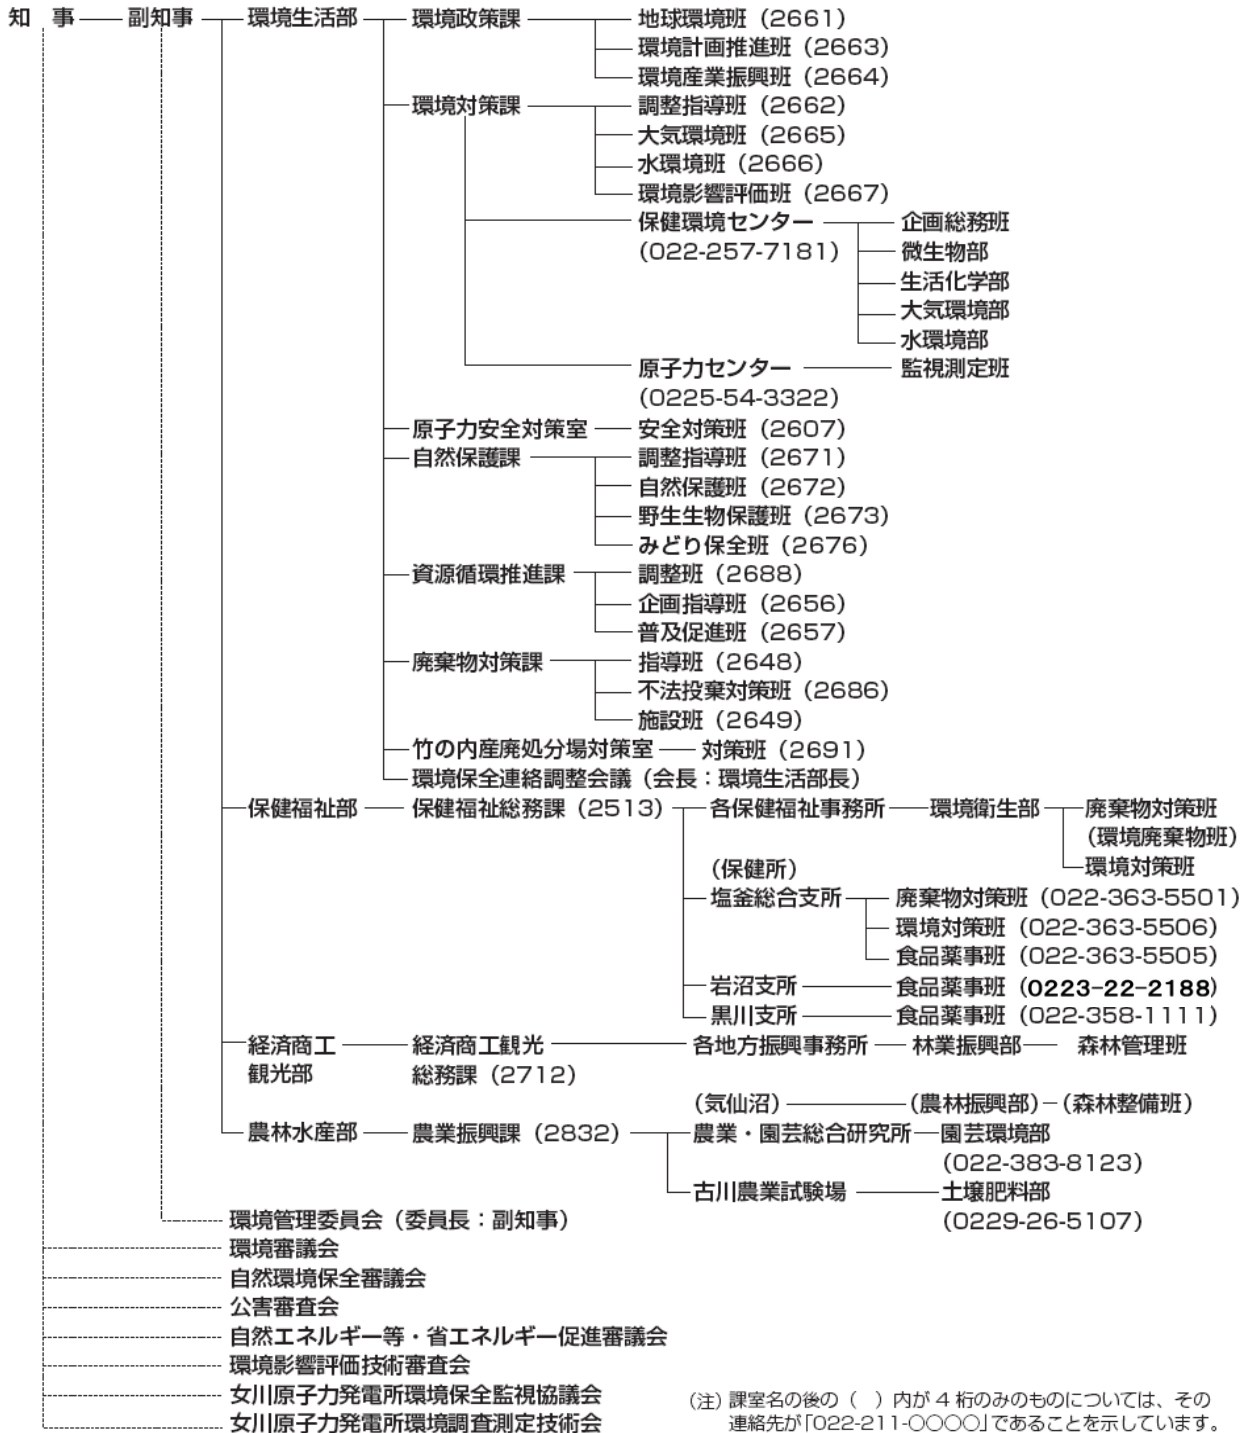 知　事　副知事　環境生活部　環境政策課　地球環境班（2661）
環境計画推進班（2663）
環境産業振興班（2664）
環境対策課　調整指導班（2662）
大気環境班（2665）
水環境班（2666）
環境影響評価班（2667）
保健環境センター　企画総務班
（022-257-7181）　微生物部
生活化学部
大気環境部
水環境部
原子力センター　監視測定班
（0225-54-3322）
原子力安全対策室　安全対策班（2607）
自然保護課　調整指導班（2671）
自然保護班（2672）
野生生物保護班（2673）
みどり保全班（2676）
資源循環推進課　調整班（2688）
企画指導班（2656）
普及促進班（2657）
廃棄物対策課　指導班（2648）
不法投棄対策班（2686）
施設班（2649）
竹の内産廃処分場対策室　対策班（2691）
環境保全連絡調整会議（会長：環境生活部長）
保健福祉部　保健福祉総務課（2513）　各保健福祉事務所　環境衛生部　廃棄物対策班
（環境廃棄物班）
（保健所）　環境対策班
塩釜総合支所　廃棄物対策班（022-363-5501）
環境対策班（022-363-5506）
食品薬事班（022-363-5505）
岩沼支所　食品薬事班（0223-22-2188）
黒川支所　食品薬事班（022-358-1111）
経済商工　経済商工観光　各地方振興事務所　林業振興部　森林管理班
観光部　総務課（2712）
（気仙沼）　（農林振興部）（森林整備班）
農林水産部　農業振興課（2832）　農業・園芸総合研究所　園芸環境部
（022-383-8123）
古川農業試験場　土壌肥料部
（0229-26-5107）
環境管理委員会（委員長：副知事）
環境審議会
自然環境保全審議会
公害審査会
自然エネルギー等・省エネルギー促進審議会
環境影響評価技術審査会
女川原子力発電所環境保全監視協議会
女川原子力発電所環境調査測定技術会
（注）課室名の後の（　）内が 4 桁のみのものについては、その
連絡先が「022-211-○○○○」であることを示しています。